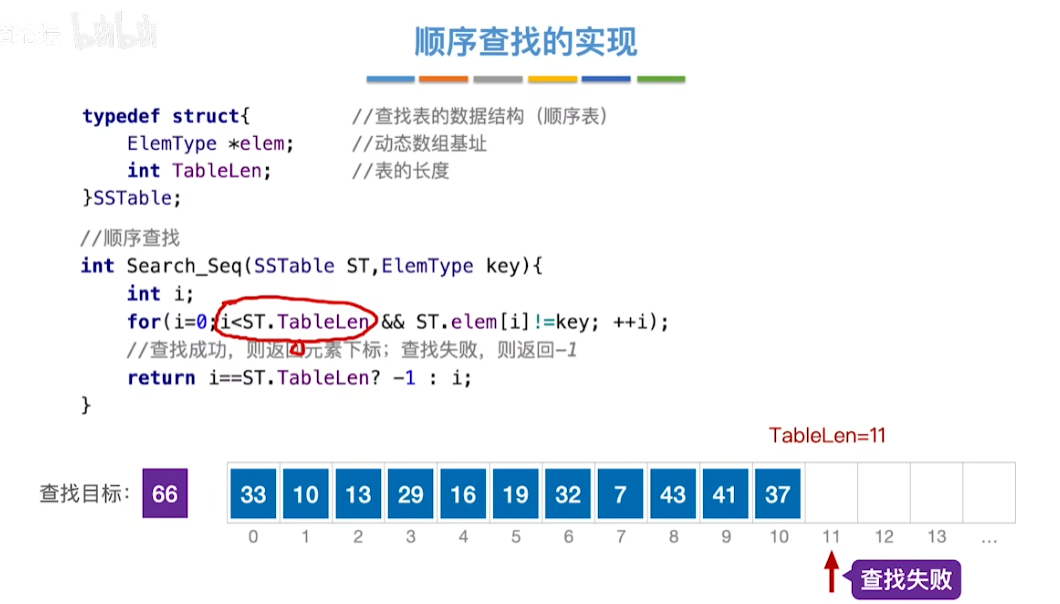 bilibili
顺序查找的实现
typedef struct{ //查找表的数据结构（顺序表）
ElemType *elem; //动态数组基址
int TableLen; //表的长度
}SSTable;
//顺序查找
int Search_Seq(SSTable ST,ElemType key){
int i;
for(i=0;i<ST.TableLen && ST.elem[i]!=key; ++i);
//查找成功，则返回元素下标；查找失败，则返回-1
return i==ST.TableLen? -1 : i;
}
TableLen=11
查找目标： 66 33 10 13 29 16 19 32 7 43 41 37
0 1 2 3 4 5 6 7 8 9 10 11 12 13 ...
查找失败